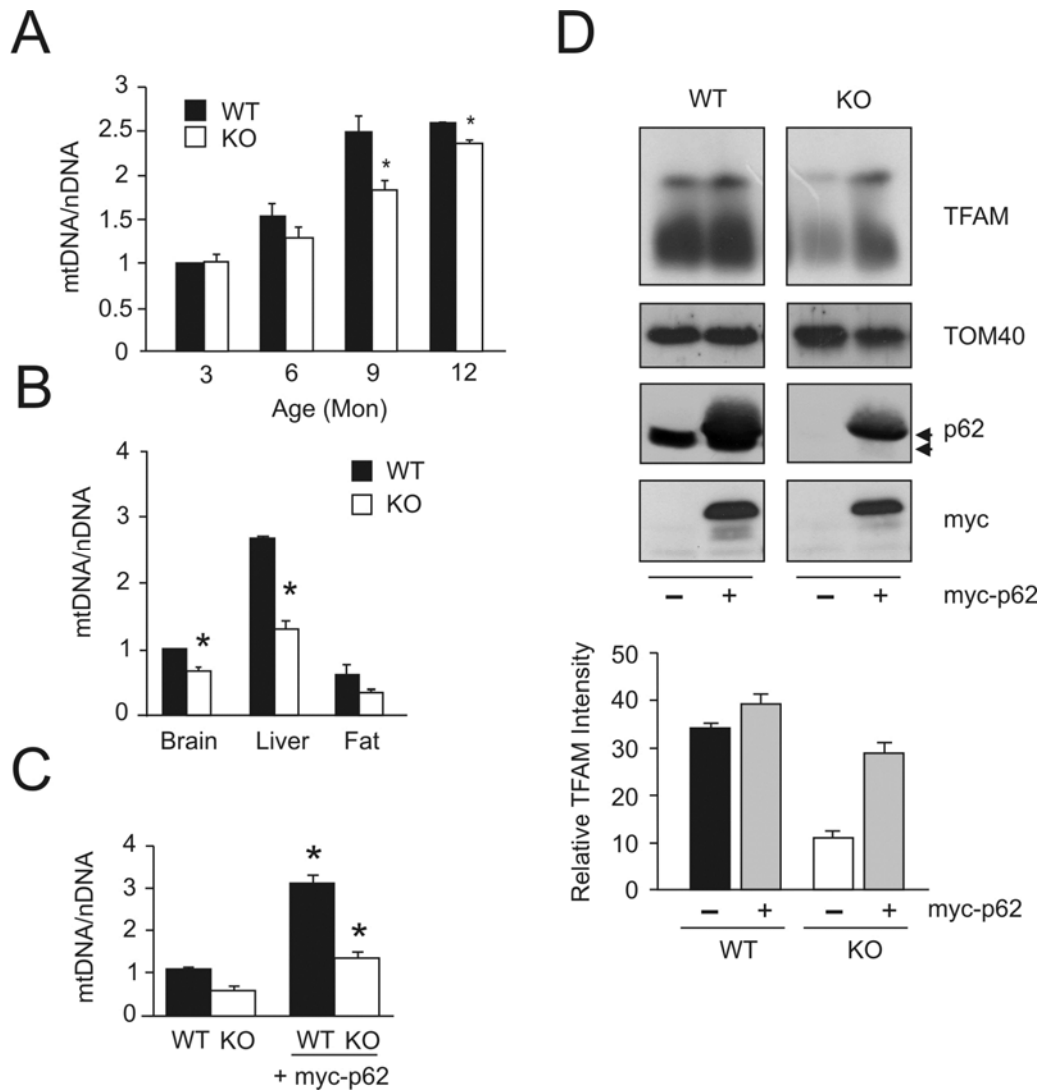 A
mtDNA/nDNA
3
2.5
2
1.5
1
0.5
0
WT
KO
*
*
3 6 9 12
Age (Mon)
B
mtDNA/nDNA
4
3
2
1
0
WT
KO
*
*
Brain Liver Fat
C
mtDNA/nDNA
4
3
2
1
0
*
*
WT KO WT KO
+ myc-p62
D
WT KO
TFAM
TOM40
p62
myc
− + − + myc-p62
Relative TFAM Intensity
50
40
30
20
10
0
− + − + myc-p62
WT KO